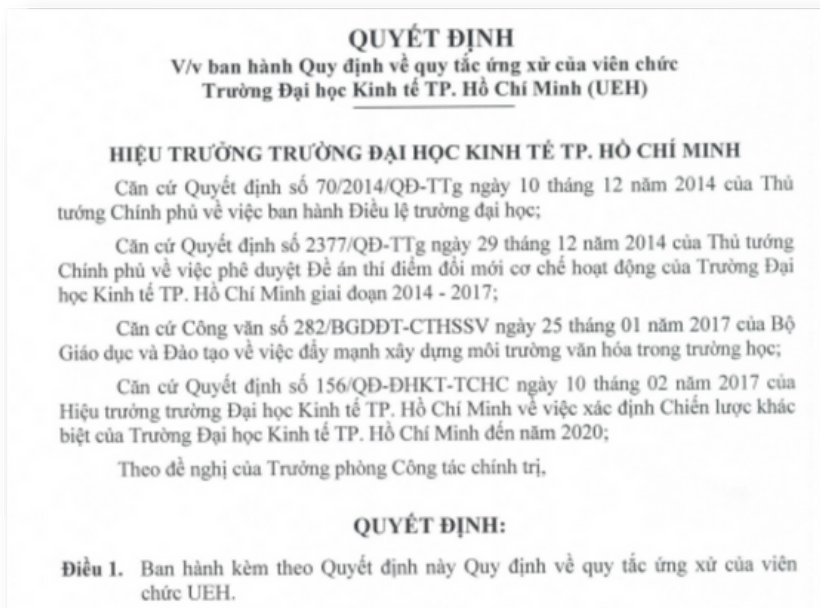 QUYẾT ĐỊNH
V/v ban hành Quy định về quy tắc ứng xử của viên chức
Trường Đại học Kinh tế TP. Hồ Chí Minh (UEH)
HIỆU TRƯỞNG TRƯỜNG ĐẠI HỌC KINH TẾ TP. HỒ CHÍ MINH
Căn cứ Quyết định số 70/2014/QĐ-TTg ngày 10 tháng 12 năm 2014 của Thủ
tướng Chính phủ về việc ban hành Điều lệ trường đại học;
Căn cứ Quyết định số 2377/QĐ-TTg ngày 29 tháng 12 năm 2014 của Thủ tướng
Chính phủ về việc phê duyệt Đề án thí điểm đổi mới cơ chế hoạt động của Trường Đại
học Kinh tế TP. Hồ Chí Minh giai đoạn 2014 - 2017;
Căn cứ Công văn số 282/BGDĐT-CTHSSV ngày 25 tháng 01 năm 2017 của Bộ
Giáo dục và Đào tạo về việc đẩy mạnh xây dựng môi trường văn hóa trong trường học;
Căn cứ Quyết định số 156/QĐ-ĐHKT-TCHC ngày 10 tháng 02 năm 2017 của
Hiệu trưởng trường Đại học Kinh tế TP. Hồ Chí Minh về việc xác định Chiến lược khác
biệt của Trường Đại học Kinh tế TP. Hồ Chí Minh đến năm 2020;
Theo đề nghị của Trưởng phòng Công tác chính trị,
QUYẾT ĐỊNH:
Điều 1. Ban hành kèm theo Quyết định này Quy định về quy tắc ứng xử của viên
chức UEH.